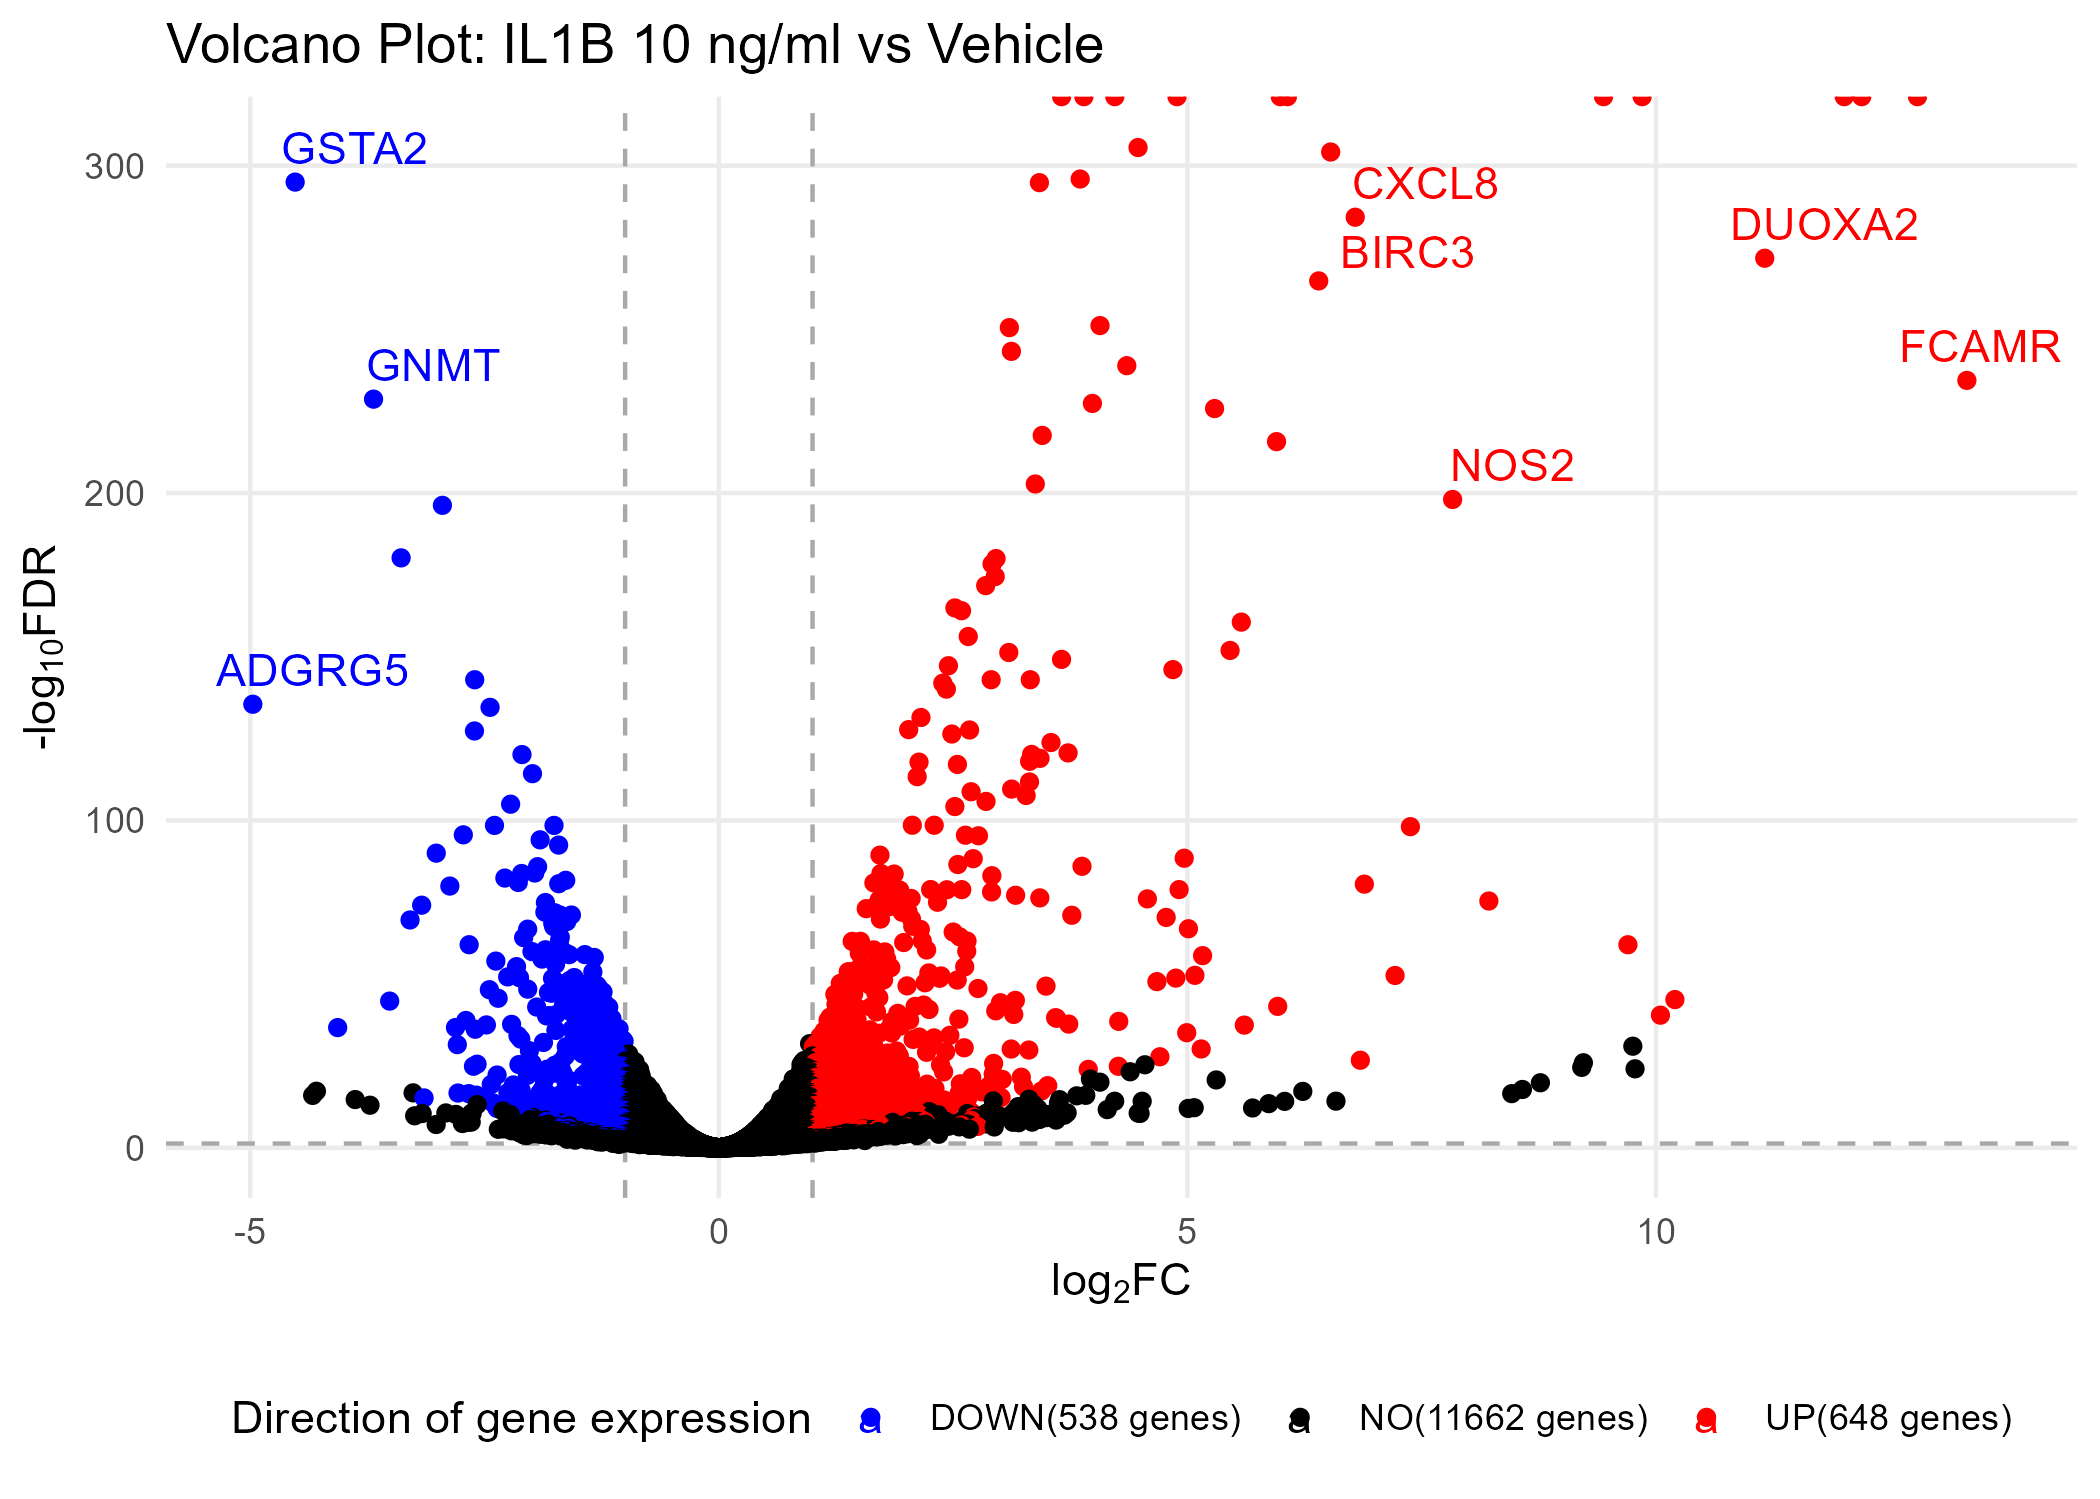 Volcano Plot: IL1B 10 ng/ml vs Vehicle
GSTA2
300
CXCL8
DUOXA2
BIRC3
GNMT
FCAMR
NOS2
200
-log₁₀FDR
ADGRG5
100
0
-5 0 5 10
log₂FC
Direction of gene expression a DOWN(538 genes) a NO(11662 genes) a UP(648 genes)